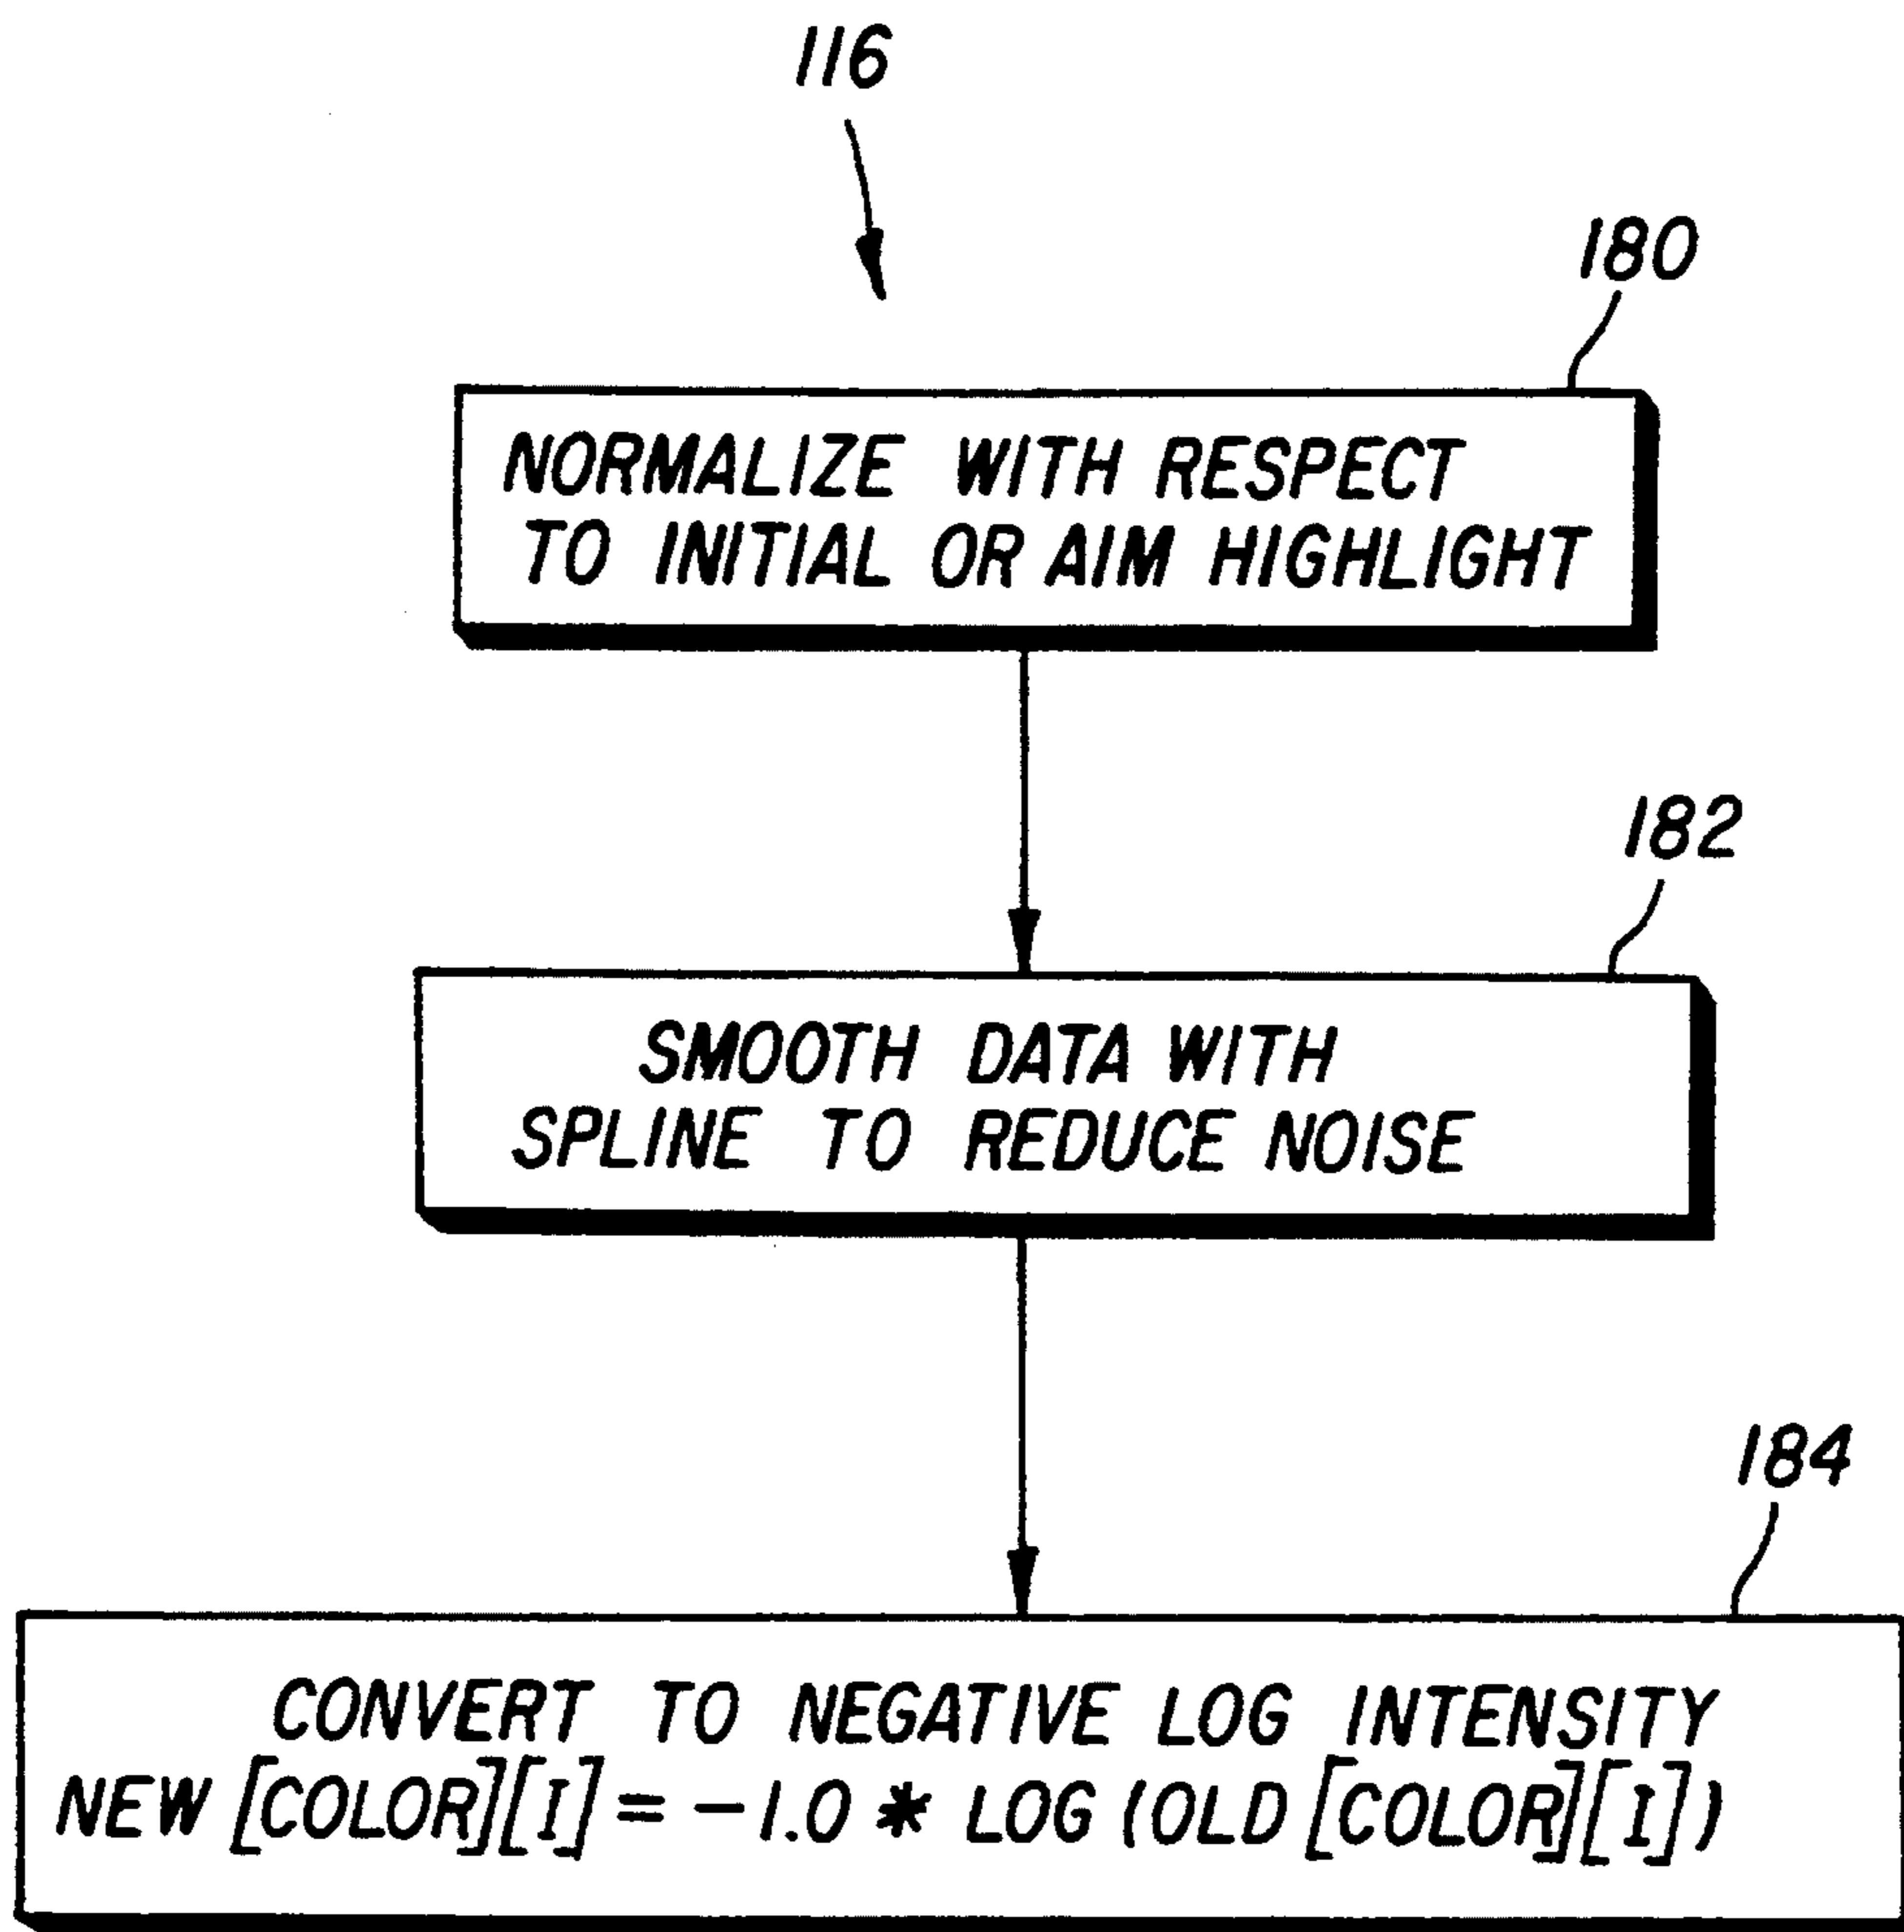 116
180
NORMALIZE WITH RESPECT
TO INITIAL OR AIM HIGHLIGHT
182
SMOOTH DATA WITH
SPLINE TO REDUCE NOISE
184
CONVERT TO NEGATIVE LOG INTENSITY
NEW [COLOR][I] = -1.0 * LOG (OLD [COLOR][I])